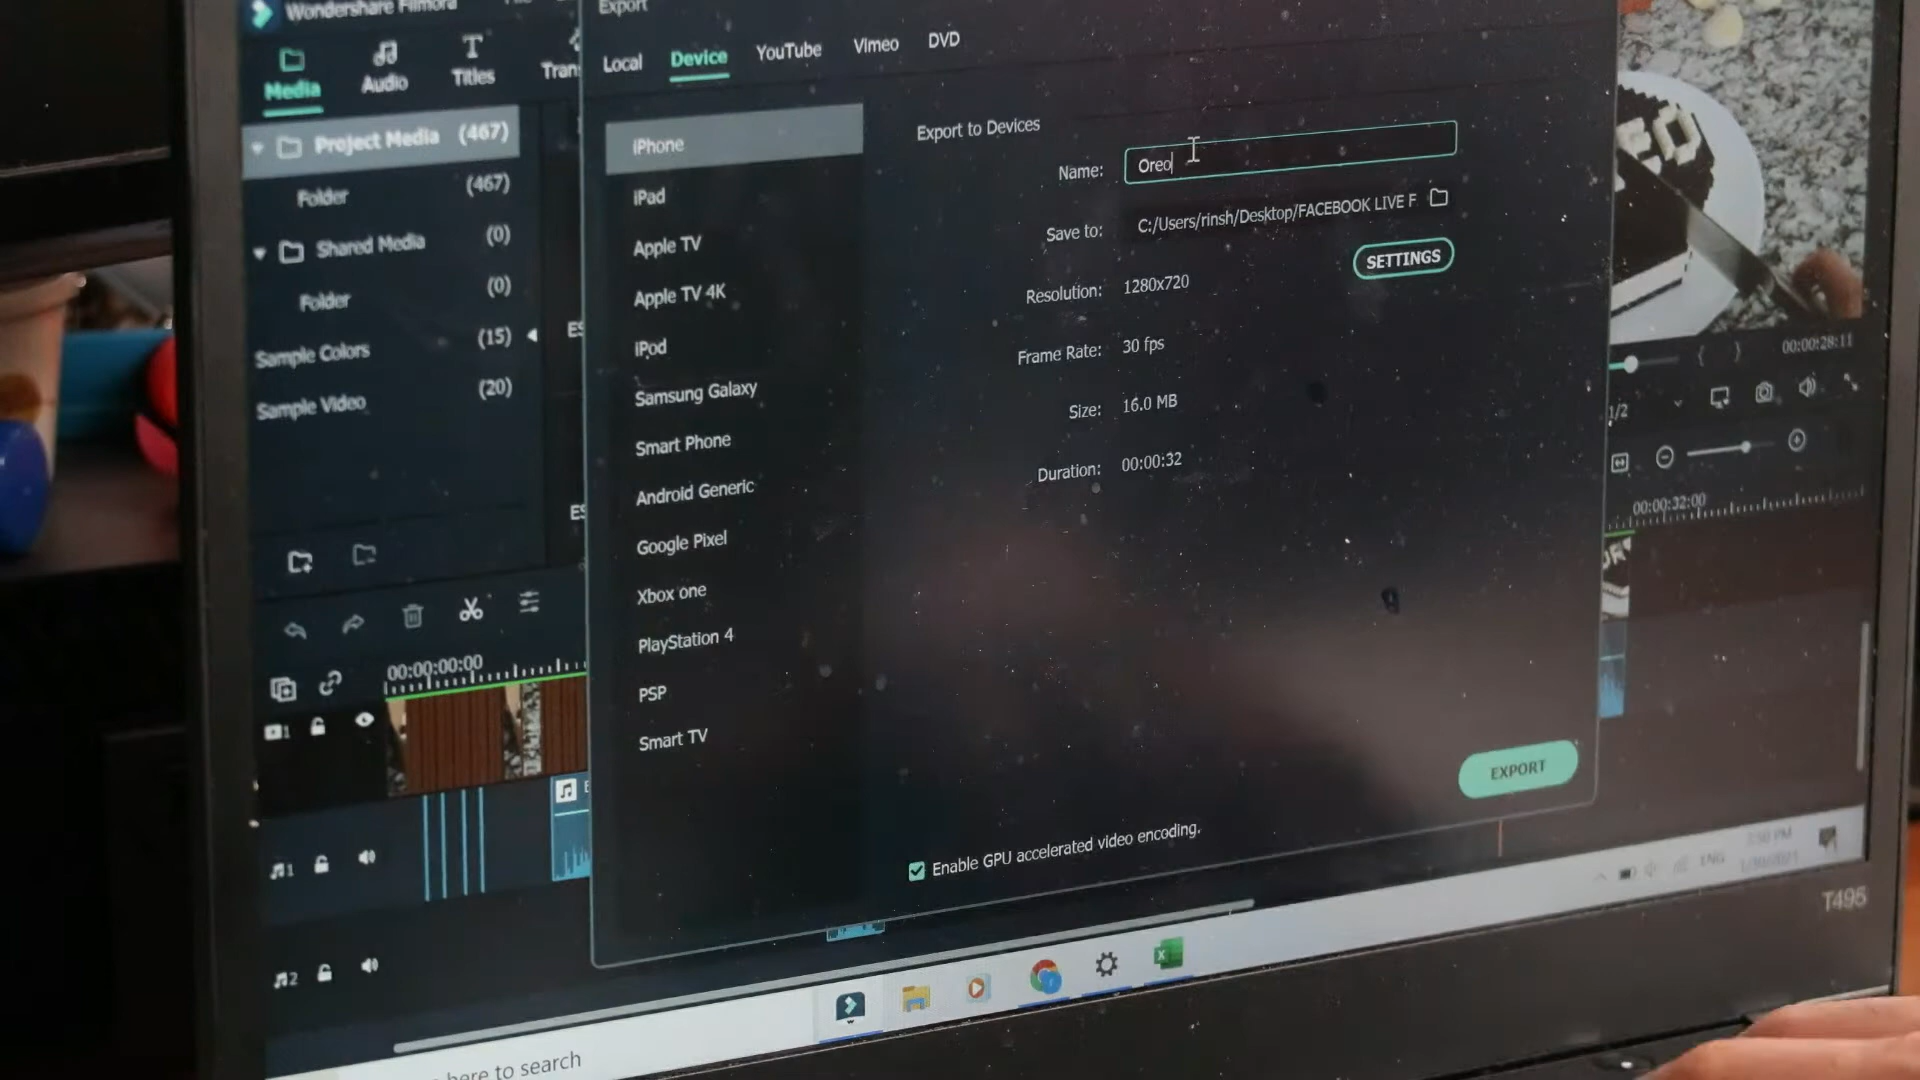 Wondershare Filmora
Media
Audio
Titles
Project Media (467)
Folder (467)
Shared Media (0)
Folder (0)
Sample Colors (15)
Sample Video (20)
00:00:00:00
1
1
2
Export
Local
Device
YouTube
Vimeo
DVD
iPhone
iPad
Apple TV
Apple TV 4K
iPod
Samsung Galaxy
Smart Phone
Android Generic
Google Pixel
Xbox one
PlayStation 4
PSP
Smart TV
Export to Devices
Name: Oreo
Save to: C:/Users/rinsh/Desktop/FACEBOOK LIVE F
SETTINGS
Resolution: 1280x720
Frame Rate: 30 fps
Size: 16.0 MB
Duration: 00:00:32
EXPORT
Enable GPU accelerated video encoding.
{ } 00:00:28:11
1/2
00:00:32:00
ENG
T495
here to search